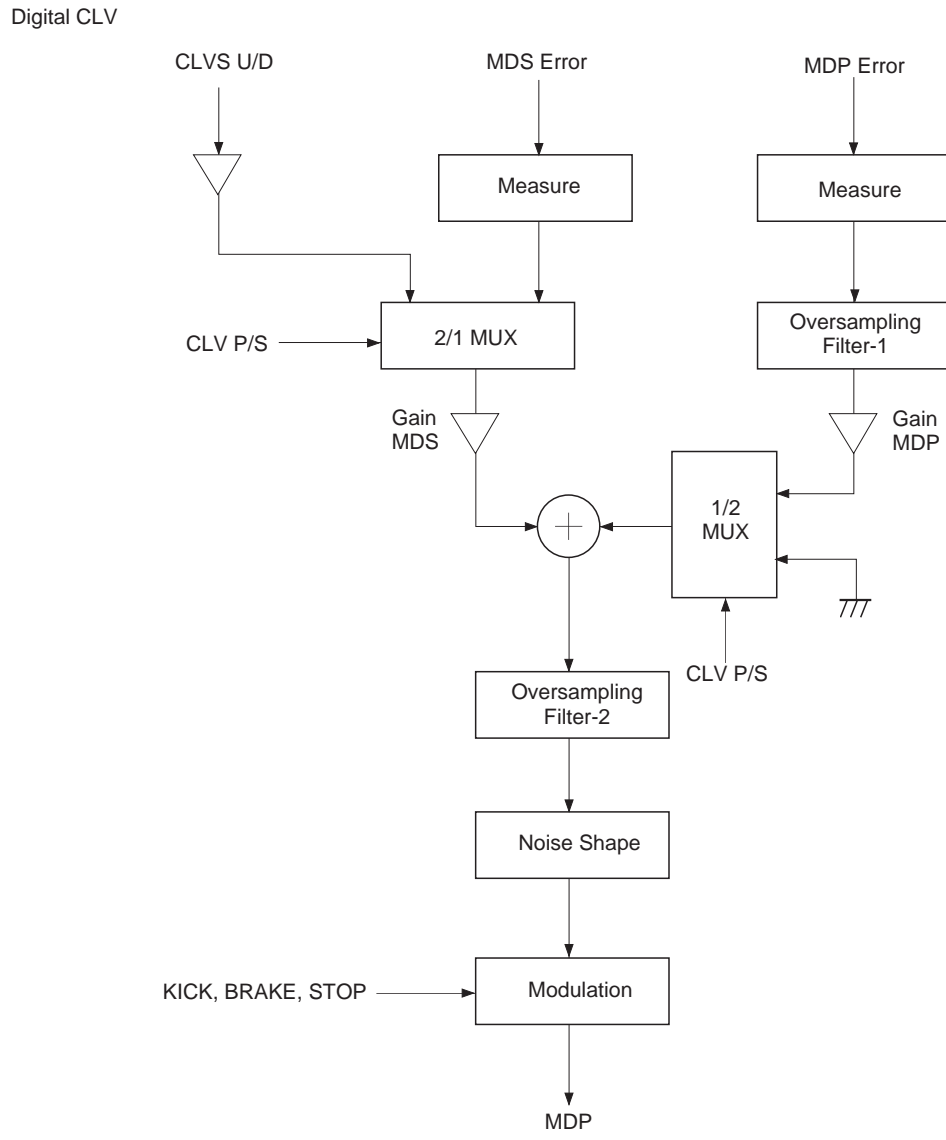 Digital CLV
CLVS U/D
MDS Error
MDP Error
Measure
Measure
Oversampling
Filter-1
CLV P/S
2/1 MUX
Gain
MDS
Gain
MDP
1/2
MUX
CLV P/S
Oversampling
Filter-2
Noise Shape
KICK, BRAKE, STOP
Modulation
MDP